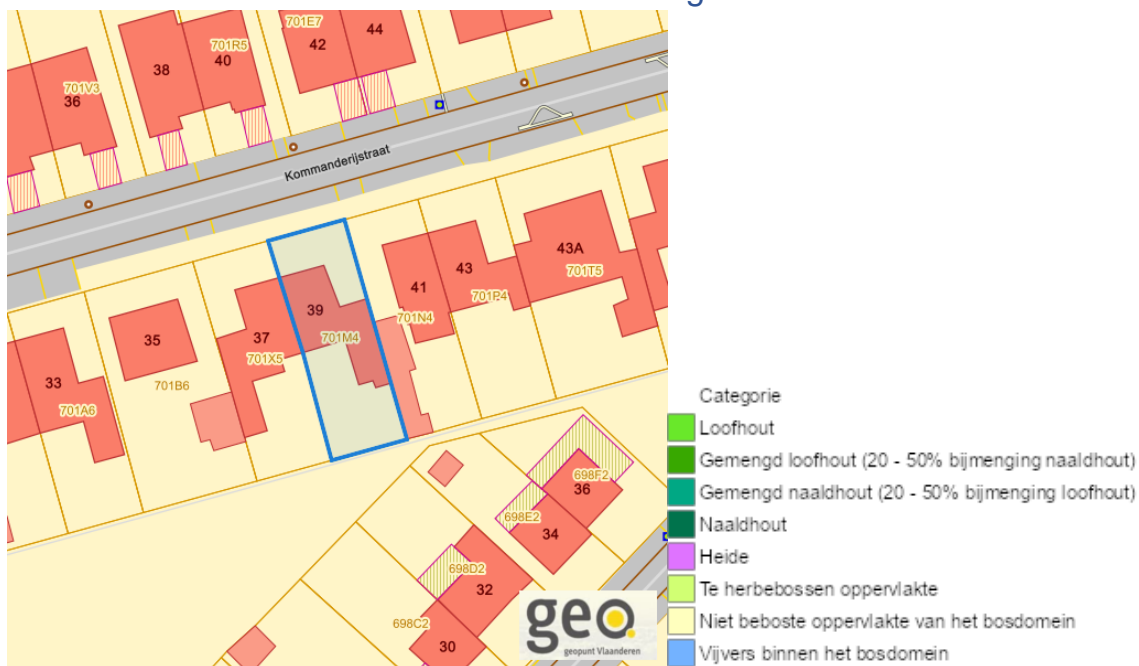 g
701E7
44
42
701R5
40
38
701V3
36
Kommanderijstraat
43A
701T5
43
701P4
41
701N4
39
701M4
37
701X5
35
701B6
33
701A6
698F2
36
698E2
34
698D2
32
698C2
30
geo
geopunt Vlaanderen
Categorie
Loofhout
Gemengd loofhout (20 - 50% bijmenging naaldhout)
Gemengd naaldhout (20 - 50% bijmenging loofhout)
Naaldhout
Heide
Te herbebossen oppervlakte
Niet beboste oppervlakte van het bosdomein
Vijvers binnen het bosdomein